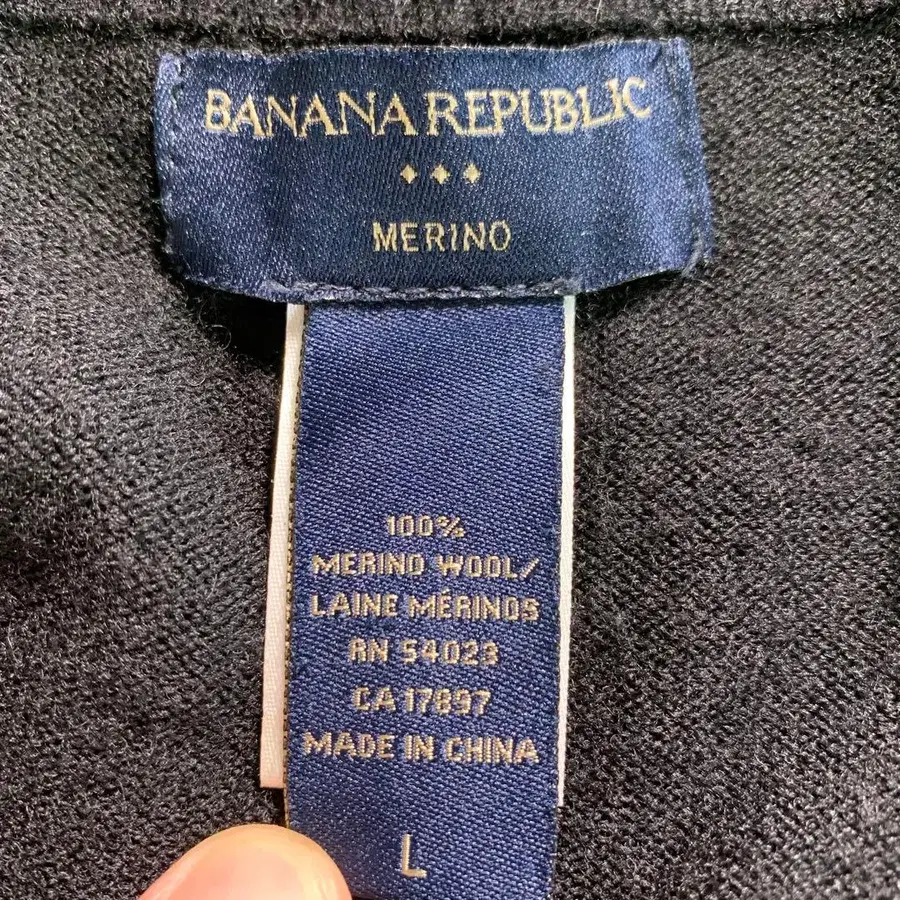 BANANA REPUBLIC
MERINO
100%
MERINO WOOL/
LAINE MÉRINOS
RN 54023
CA 17897
MADE IN CHINA
L